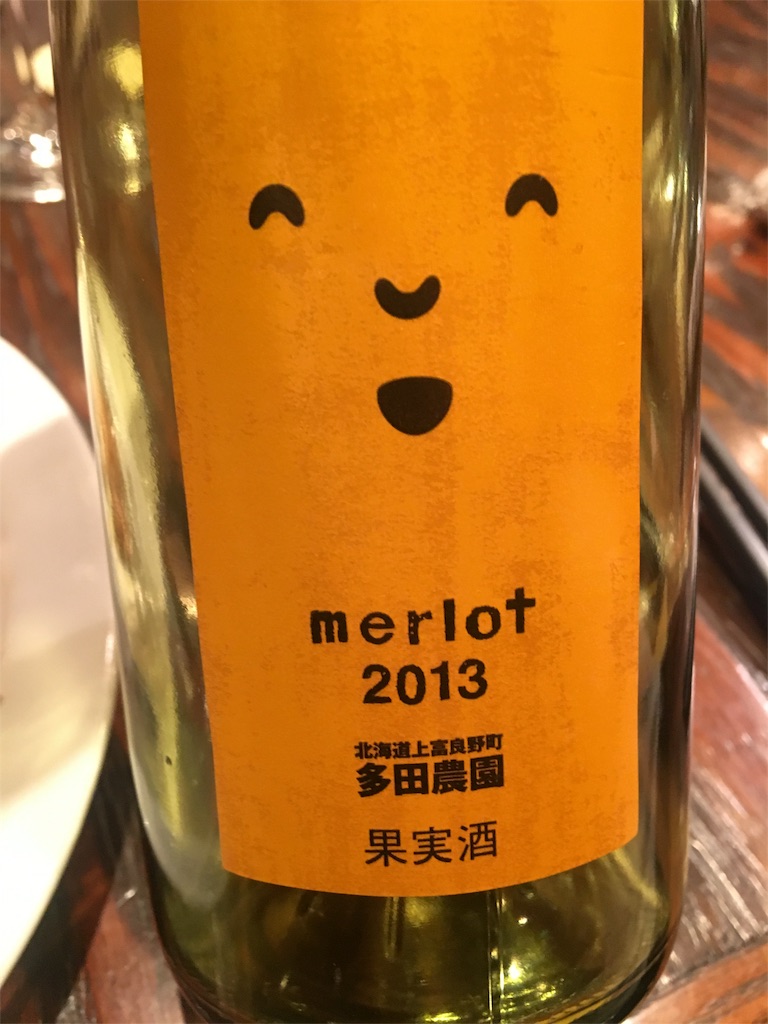 merlot
2013
北海道上富良野町
多田農園
果実酒